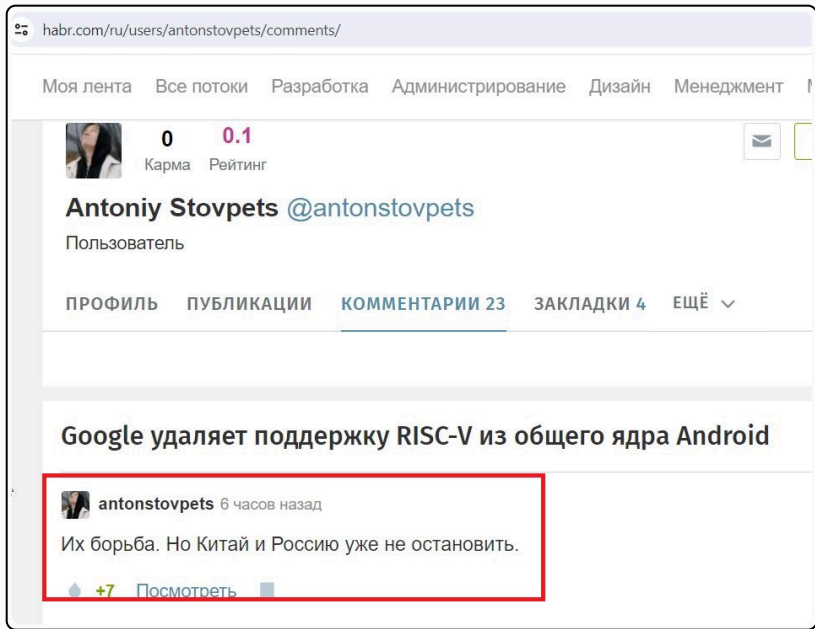 habr.com/ru/users/antonstovpets/comments/
Моя лента Все потоки Разработка Администрирование Дизайн Менеджмент
0 0.1
Карма Рейтинг
Antoniy Stovpets @antonstovpets
Пользователь
ПРОФИЛЬ ПУБЛИКАЦИИ КОММЕНТАРИИ 23 ЗАКЛАДКИ 4 ЕЩЁ
Google удаляет поддержку RISC-V из общего ядра Android
antonstovpets 6 часов назад
Их борьба. Но Китай и Россию уже не остановить.
+7 Посмотреть